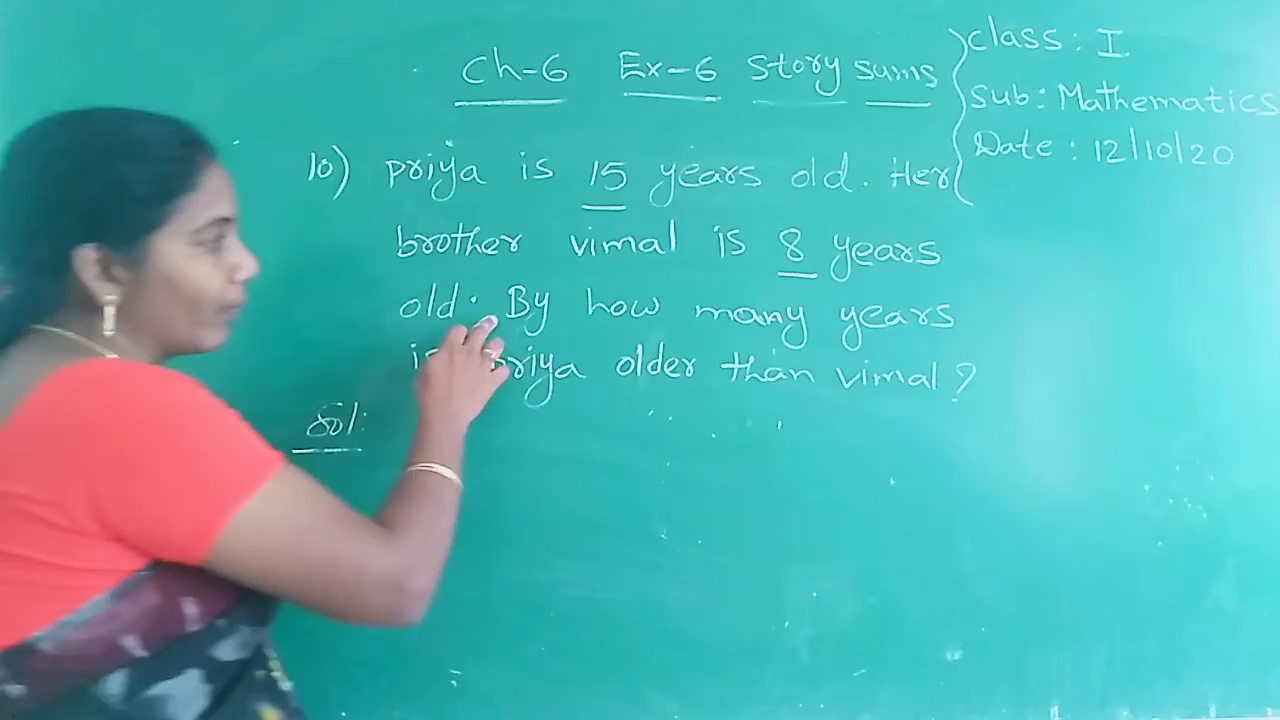 Ch-6 Ex-6 Story sums
class: I
Sub: Mathematics
Date: 12/10/20
10) priya is 15 years old. Her
brother vimal is 8 years
old. By how many years
is priya older than vimal?
Sol: